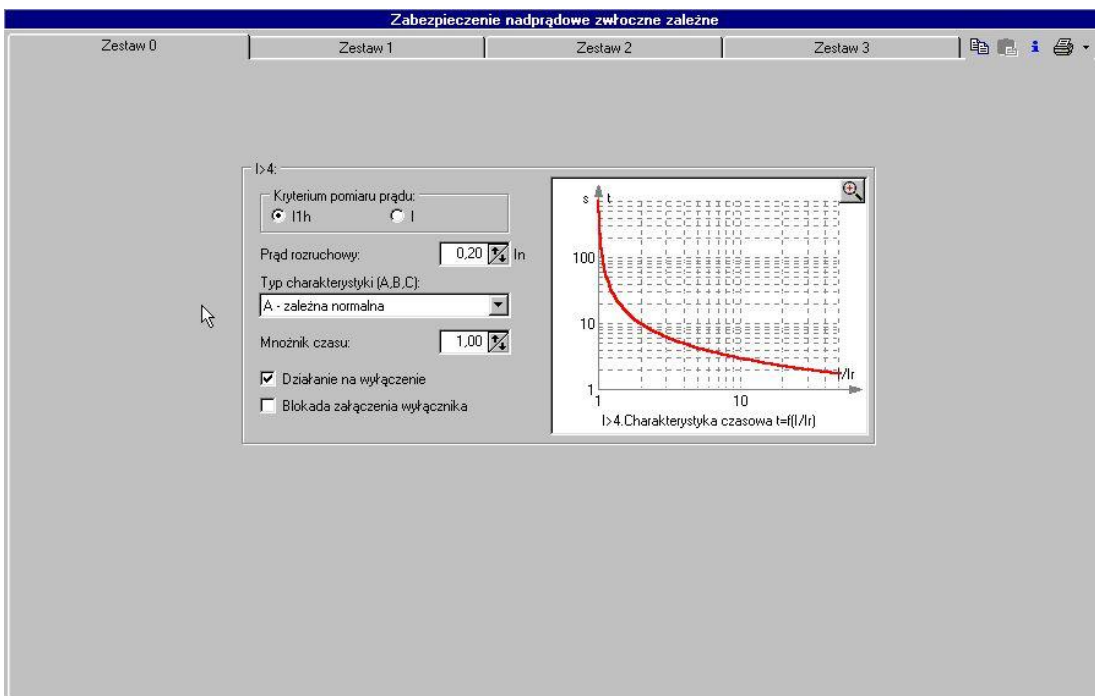 Zabezpieczenie nadprądowe zwłoczne zależne
Zestaw 0 Zestaw 1 Zestaw 2 Zestaw 3
I>4:
Kryterium pomiaru prądu:
I1h I
Prąd rozruchowy: 0,20 In
Typ charakterystyki (A,B,C):
A - zależna normalna
Mnożnik czasu: 1,00
Działanie na wyłączenie
Blokada załączenia wyłącznika
s t
100
10
1
1 10
I/Ir
I>4.Charakterystyka czasowa t=f(I/Ir)